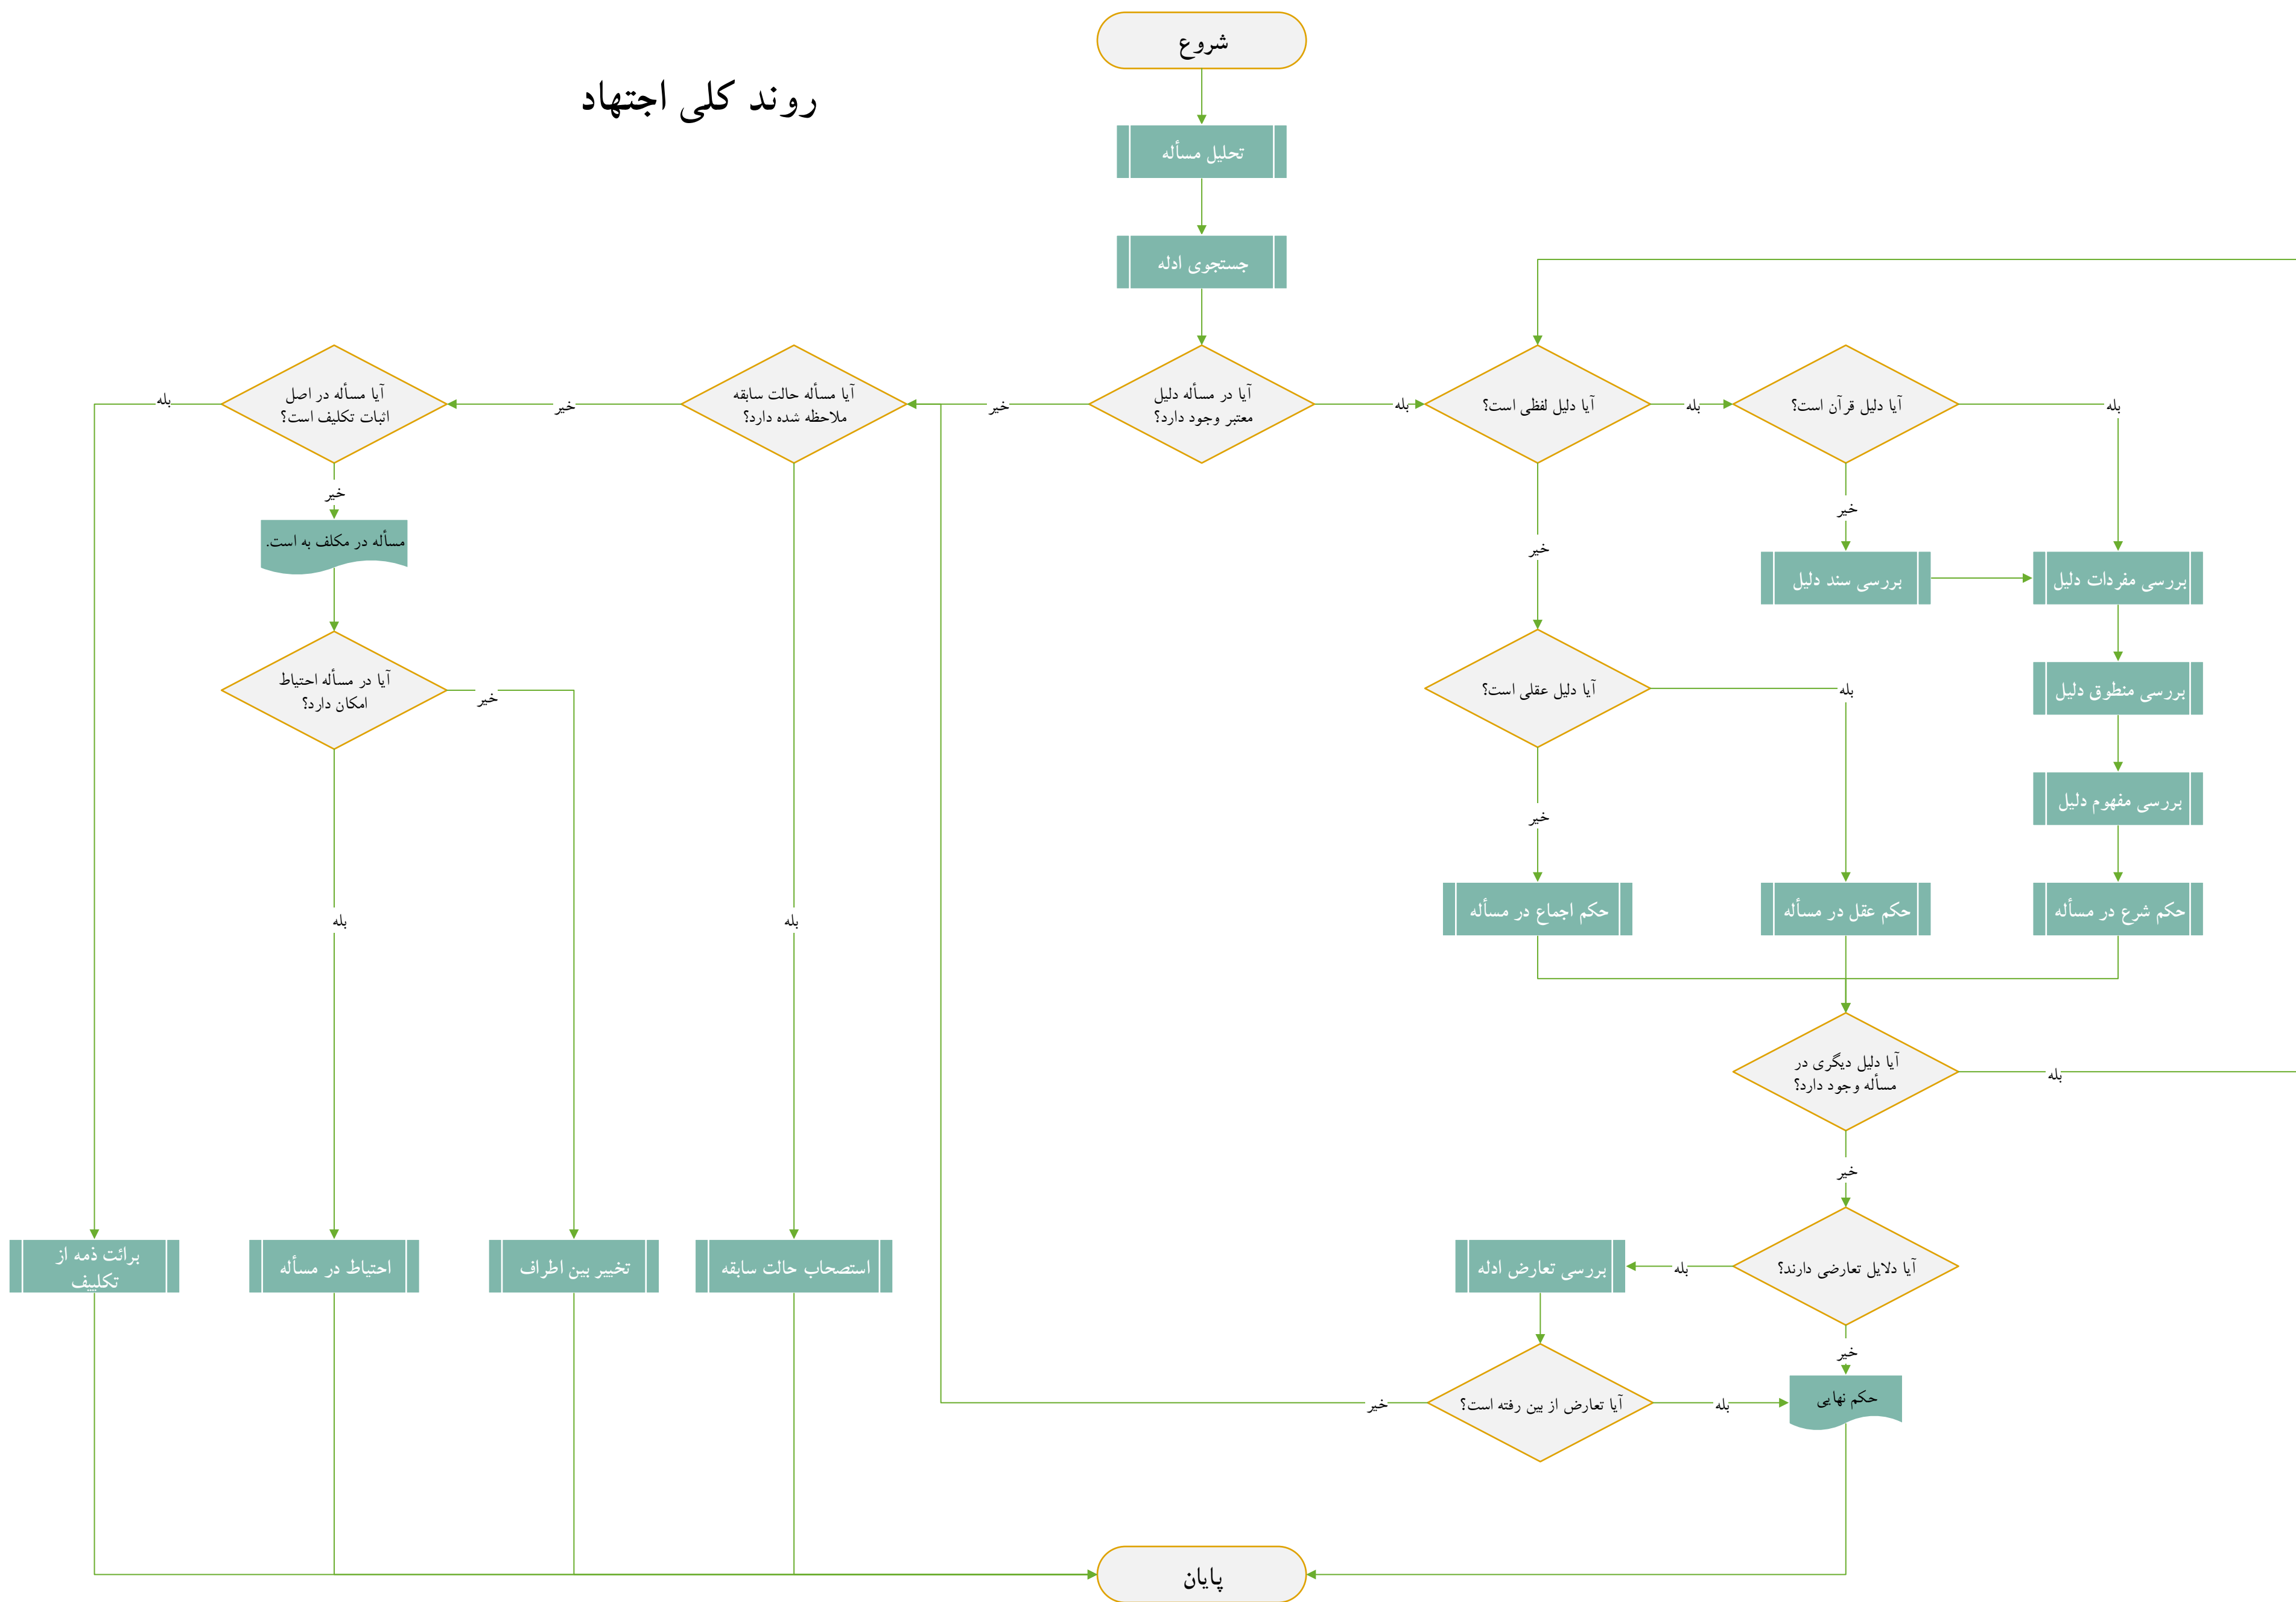 شروع
روند کلی اجتهاد
تحلیل مسأله
جستجوی ادله
آیا در مسأله دلیل
معتبر وجود دارد؟
بله
آیا دلیل لفظی است؟
بله
آیا دلیل قرآن است؟
بله
خیر
آیا مسأله حالت سابقه
ملاحظه شده دارد؟
خیر
آیا مسأله در اصل
اثبات تکلیف است؟
بله
خیر
مسأله در مکلف به است.
خیر
بررسی سند دلیل
بررسی مفردات دلیل
خیر
بررسی منطوق دلیل
آیا دلیل عقلی است؟
بله
آیا در مسأله احتیاط
امکان دارد؟
خیر
بررسی مفهوم دلیل
خیر
حکم شرع در مسأله
حکم عقل در مسأله
حکم اجماع در مسأله
بله
بله
آیا دلیل دیگری در
مسأله وجود دارد؟
بله
خیر
آیا دلایل تعارضی دارند؟
بله
بررسی تعارض ادله
استصحاب حالت سابقه
تخییر بین اطراف
احتیاط در مسأله
برائت ذمه از
تکلییف
خیر
حکم نهایی
بله
آیا تعارض از بین رفته است؟
خیر
پایان